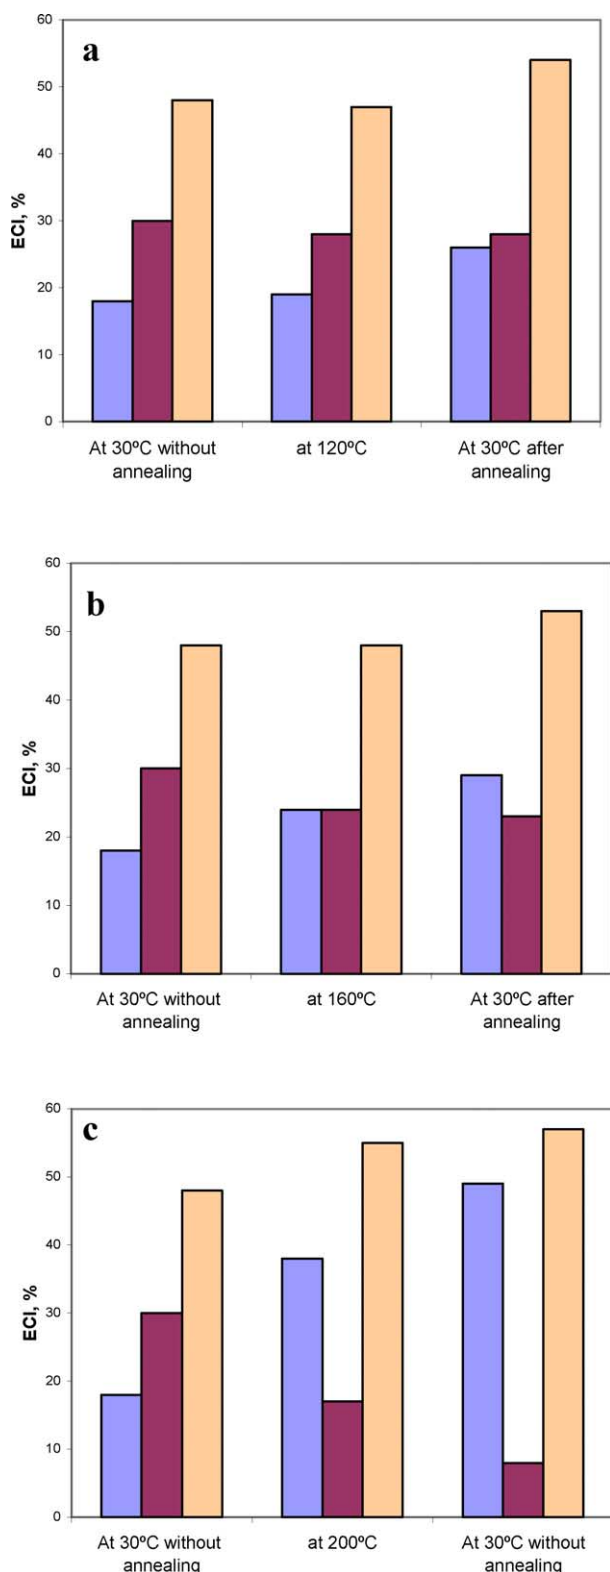 a
60
50
40
30
20
10
0
ECI, %
At 30ºC without
annealing
at 120ºC
At 30ºC after
annealing
b
60
50
40
30
20
10
0
ECI, %
At 30ºC without
annealing
at 160ºC
At 30ºC after
annealing
c
60
50
40
30
20
10
0
ECI, %
At 30ºC without
annealing
at 200ºC
At 30ºC without
annealing